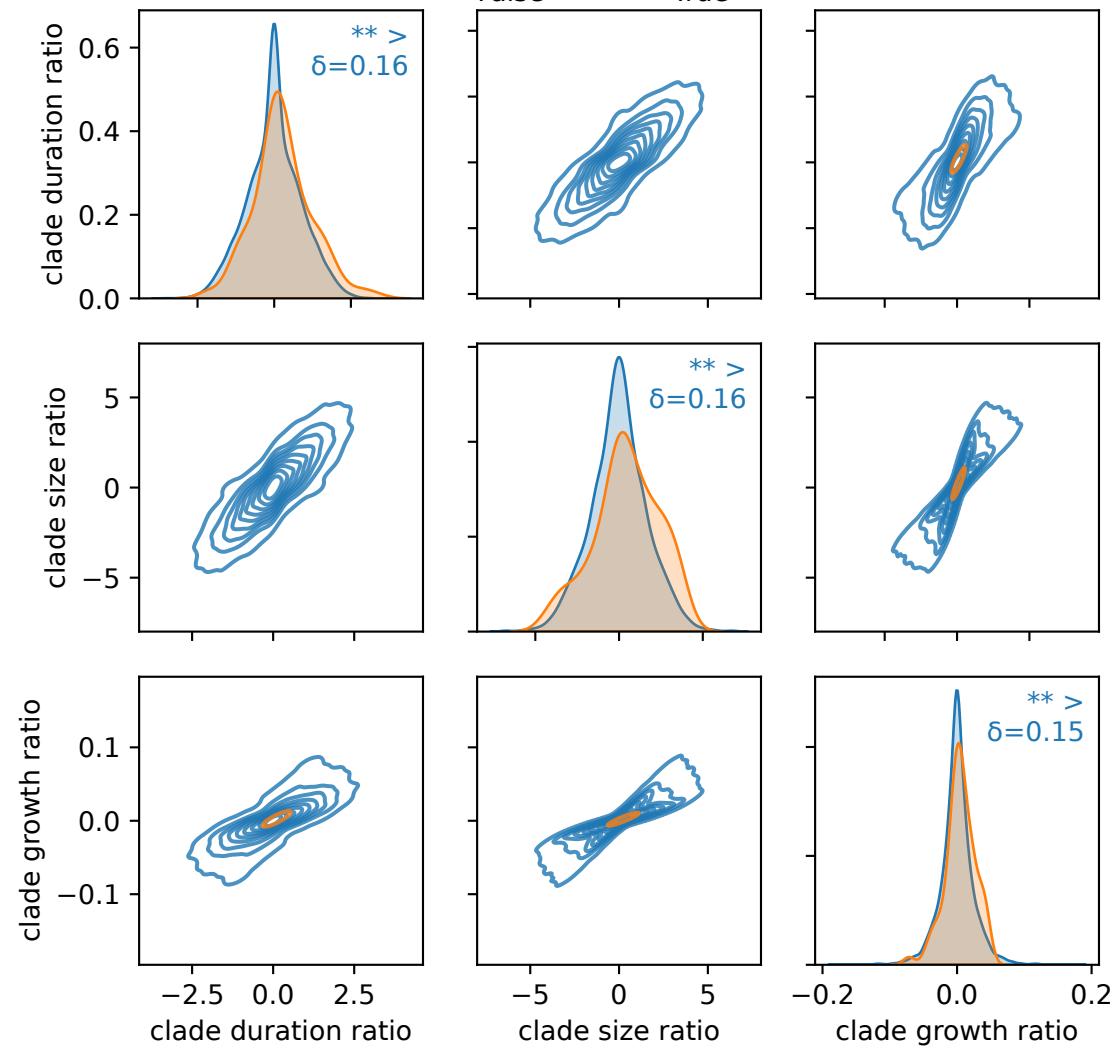 clade duration ratio
0.6
0.4
0.2
0.0
** >
δ=0.16
clade size ratio
5
0
−5
** >
δ=0.16
clade growth ratio
0.1
0.0
−0.1
** >
δ=0.15
−2.5 0.0 2.5
−5 0 5
−0.2 0.0 0.2
clade duration ratio
clade size ratio
clade growth ratio